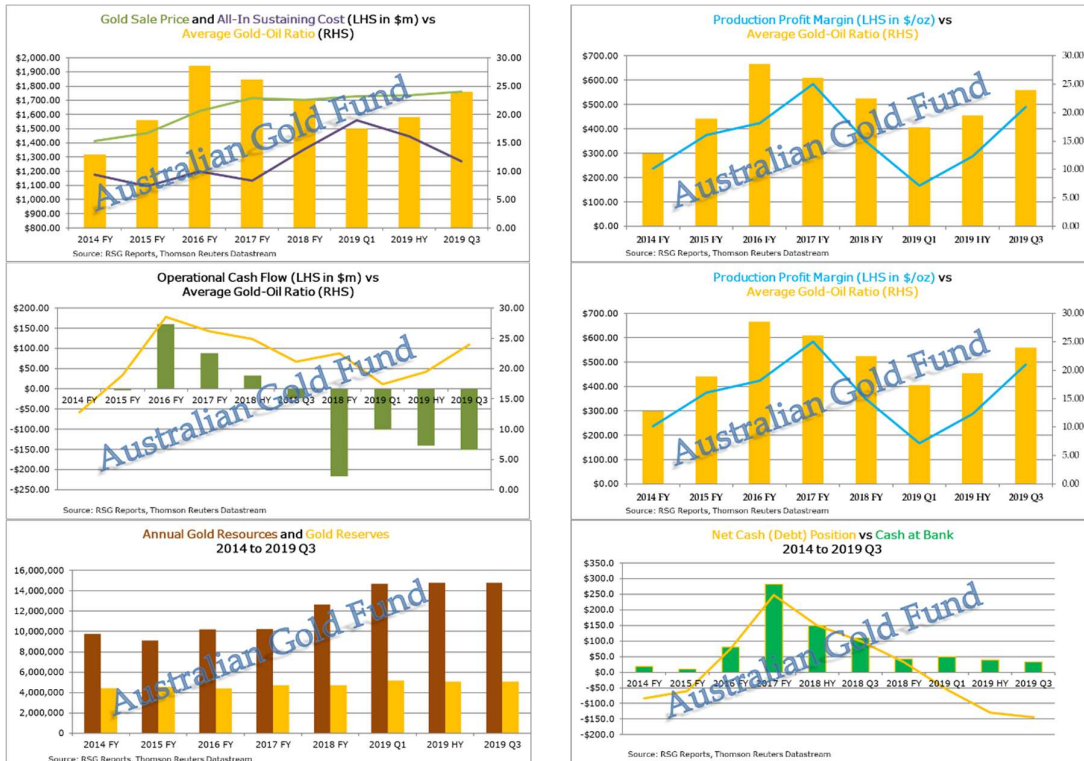 Gold Sale Price and All-In Sustaining Cost (LHS in $m) vs
Average Gold-Oil Ratio (RHS)
$2,000.00 30.00
$1,900.00
$1,800.00 25.00
$1,700.00
$1,600.00 20.00
$1,500.00
$1,400.00 15.00
$1,300.00
$1,200.00 10.00
$1,100.00
$1,000.00 5.00
$900.00
$800.00 0.00
2014 FY 2015 FY 2016 FY 2017 FY 2018 FY 2019 Q1 2019 HY 2019 Q3
Source: RSG Reports, Thomson Reuters Datastream
Australian Gold Fund
Production Profit Margin (LHS in $/oz) vs
Average Gold-Oil Ratio (RHS)
$700.00 30.00
$600.00 25.00
$500.00 20.00
$400.00
$300.00 15.00
$200.00 10.00
$100.00 5.00
$0.00 0.00
2014 FY 2015 FY 2016 FY 2017 FY 2018 FY 2019 Q1 2019 HY 2019 Q3
Source: RSG Reports, Thomson Reuters Datastream
Australian Gold Fund
Operational Cash Flow (LHS in $m) vs
Average Gold-Oil Ratio (RHS)
$200.00 30.00
$150.00 25.00
$100.00
$50.00 20.00
$0.00
2014 FY 2015 FY 2016 FY 2017 FY 2018 HY 2018 Q3 2018 FY 2019 Q1 2019 HY 2019 Q3
-$50.00 15.00
-$100.00 10.00
-$150.00
-$200.00 5.00
-$250.00 0.00
Source: RSG Reports, Thomson Reuters Datastream
Australian Gold Fund
Production Profit Margin (LHS in $/oz) vs
Average Gold-Oil Ratio (RHS)
$700.00 30.00
$600.00 25.00
$500.00 20.00
$400.00
$300.00 15.00
$200.00 10.00
$100.00 5.00
$0.00 0.00
2014 FY 2015 FY 2016 FY 2017 FY 2018 FY 2019 Q1 2019 HY 2019 Q3
Source: RSG Reports, Thomson Reuters Datastream
Australian Gold Fund
Annual Gold Resources and Gold Reserves
2014 to 2019 Q3
16,000,000
14,000,000
12,000,000
10,000,000
8,000,000
6,000,000
4,000,000
2,000,000
0
2014 FY 2015 FY 2016 FY 2017 FY 2018 FY 2019 Q1 2019 HY 2019 Q3
Source: RSG Reports, Thomson Reuters Datastream
Australian Gold Fund
Net Cash (Debt) Position vs Cash at Bank
2014 to 2019 Q3
$350.0
$300.0
$250.0
$200.0
$150.0
$100.0
$50.0
$0.0
2014 FY 2015 FY 2016 FY 2017 FY 2018 HY 2018 Q3 2018 FY 2019 Q1 2019 HY 2019 Q3
-$50.0
-$100.0
-$150.0
-$200.0
Source: RSG Reports, Thomson Reuters Datastream
Australian Gold Fund